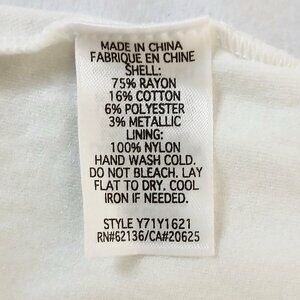 MADE IN CHINA
FABRIQUE EN CHINE
SHELL:
75% RAYON
16% COTTON
6% POLYESTER
3% METALLIC
LINING:
100% NYLON
HAND WASH COLD.
DO NOT BLEACH. LAY
FLAT TO DRY. COOL
IRON IF NEEDED.
STYLE Y71Y1621
RN#62136/CA#20625